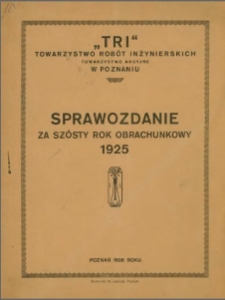 „TRI"
TOWARZYSTWO ROBÓT INŻYNIERSKICH
TOWARZYSTWO AKCYJNE
W POZNANIU
SPRAWOZDANIE
ZA SZÓSTY ROK OBRACHUNKOWY
1925
POZNAŃ 1926 ROKU